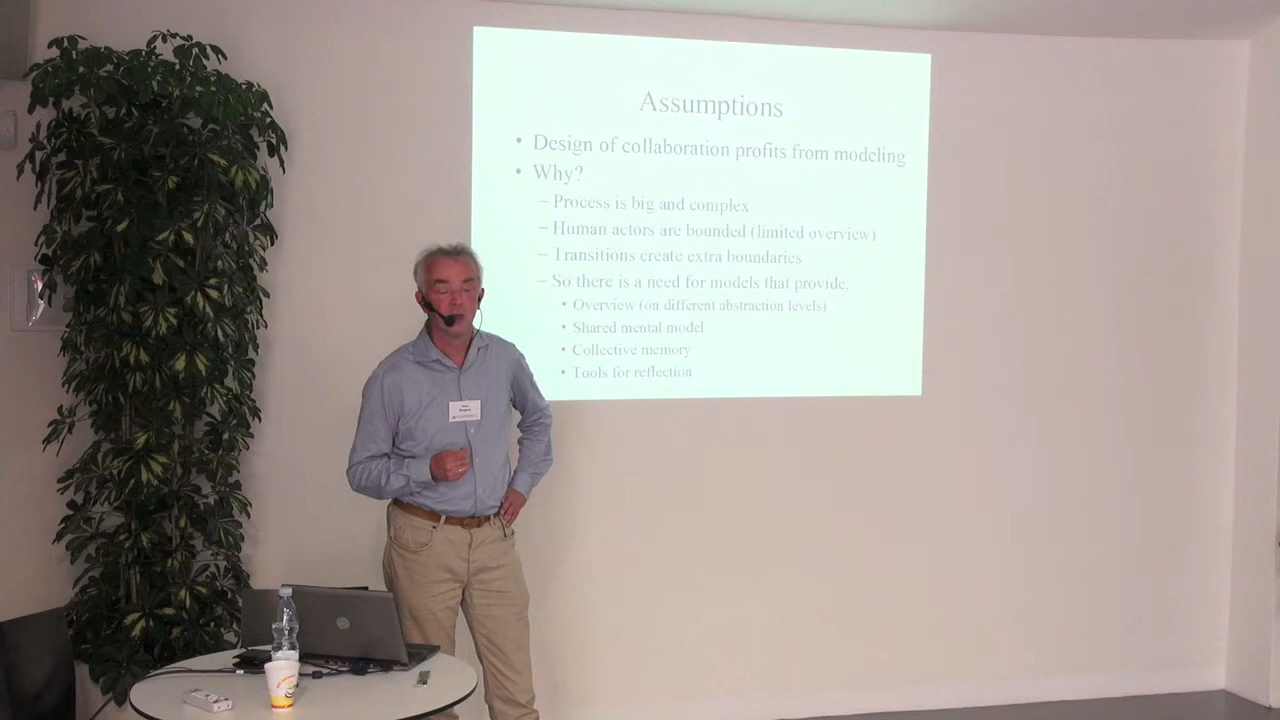 Assumptions
• Design of collaboration profits from modeling
• Why?
– Process is big and complex
– Human actors are bounded (limited overview)
– Transitions create extra boundaries
– So there is a need for models that provide:
• Overview (on different abstraction levels)
• Shared mental model
• Collective memory
• Tools for reflection